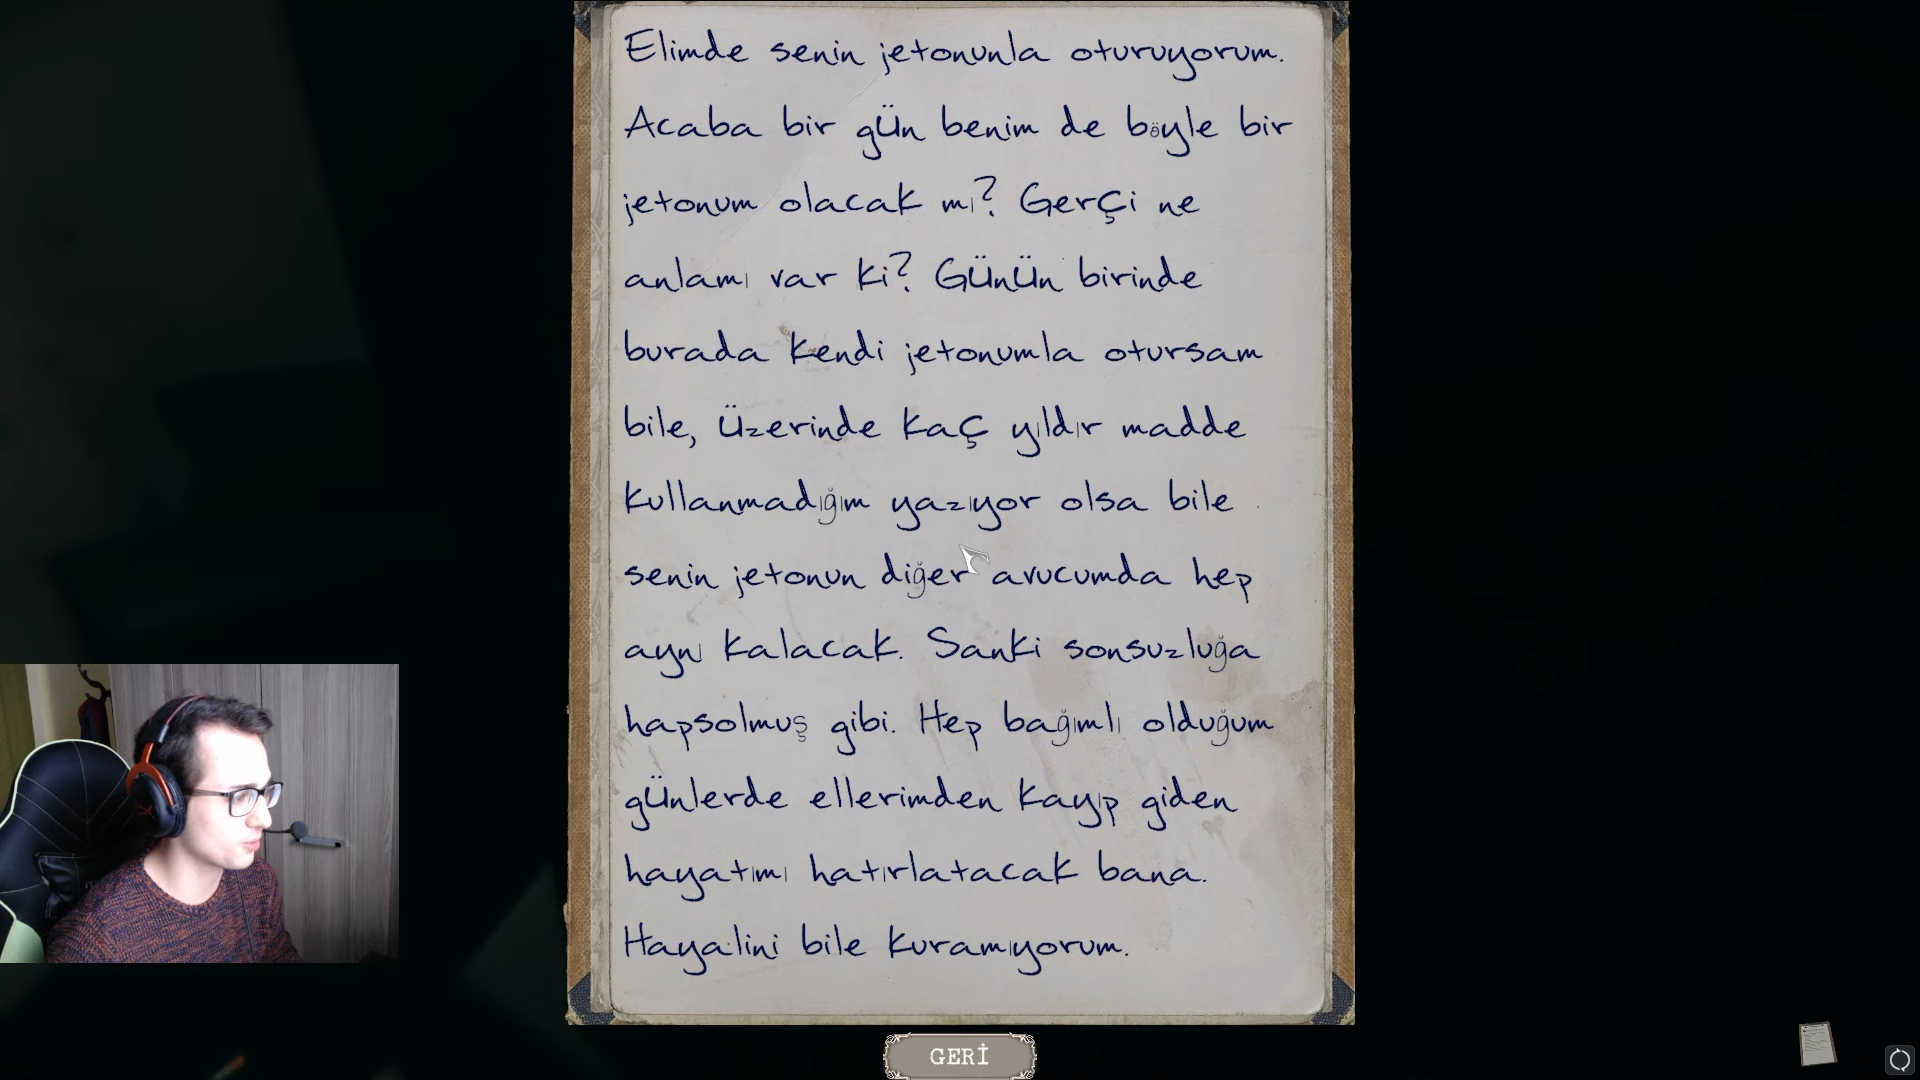 Elimde senin jetonunla oturuyorum.
Acaba bir gün benim de böyle bir
jetonum olacak mı? Gerçi ne
anlamı var ki? Günün birinde
burada kendi jetonumla otursam
bile, üzerinde kaç yıldır madde
kullanmadığım yazıyor olsa bile
senin jetonun diğer avucumda hep
aynı kalacak. Sanki sonsuzluğa
hapsolmuş gibi. Hep bağımlı olduğum
günlerde ellerimden kayıp giden
hayatımı hatırlatacak bana.
Hayalini bile kuramıyorum.
GERİ